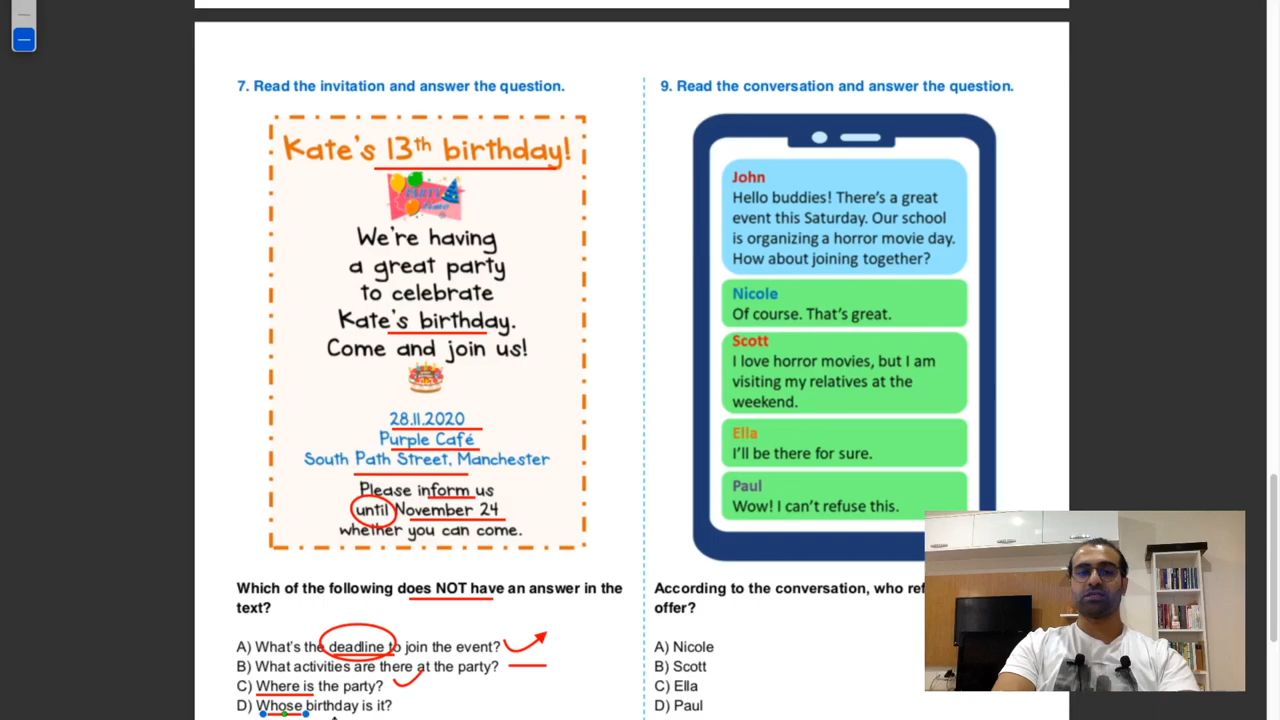 7. Read the invitation and answer the question.
Kate's 13th birthday!
PARTY
Time
We're having
a great party
to celebrate
Kate's birthday.
Come and join us!
28.11.2020
Purple Café
South Path Street, Manchester
Please inform us
until November 24
whether you can come.
Which of the following does NOT have an answer in the
text?
A) What's the deadline to join the event?
B) What activities are there at the party?
C) Where is the party?
D) Whose birthday is it?
9. Read the conversation and answer the question.
John
Hello buddies! There's a great
event this Saturday. Our school
is organizing a horror movie day.
How about joining together?
Nicole
Of course. That's great.
Scott
I love horror movies, but I am
visiting my relatives at the
weekend.
Ella
I'll be there for sure.
Paul
Wow! I can't refuse this.
According to the conversation, who
offer?
A) Nicole
B) Scott
C) Ella
D) Paul